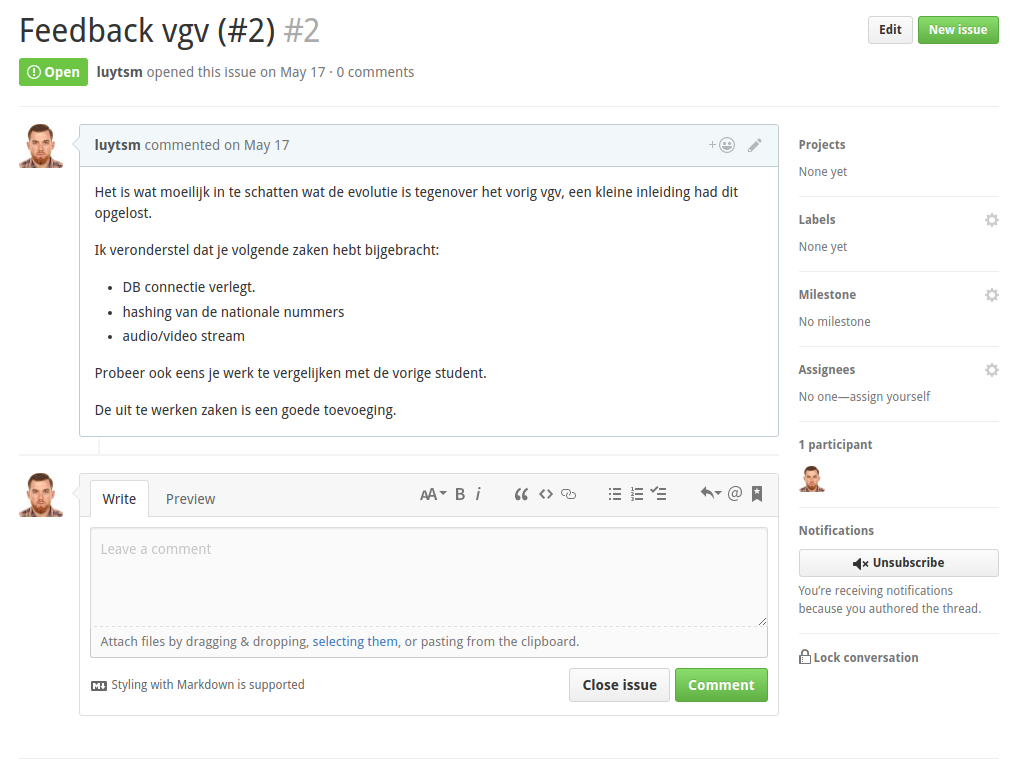 Feedback vgv (#2) #2
Edit
New issue
Open
luytsm opened this issue on May 17 · 0 comments
luytsm commented on May 17
Het is wat moeilijk in te schatten wat de evolutie is tegenover het vorig vgv, een kleine inleiding had dit
opgelost.
Ik veronderstel dat je volgende zaken hebt bijgebracht:
• DB connectie verlegt.
• hashing van de nationale nummers
• audio/video stream
Probeer ook eens je werk te vergelijken met de vorige student.
De uit te werken zaken is een goede toevoeging.
Write
Preview
AA B i
Leave a comment
Attach files by dragging & dropping, selecting them, or pasting from the clipboard.
Styling with Markdown is supported
Close issue
Comment
Projects
None yet
Labels
None yet
Milestone
No milestone
Assignees
No one—assign yourself
1 participant
Notifications
Unsubscribe
You're receiving notifications
because you authored the thread.
Lock conversation